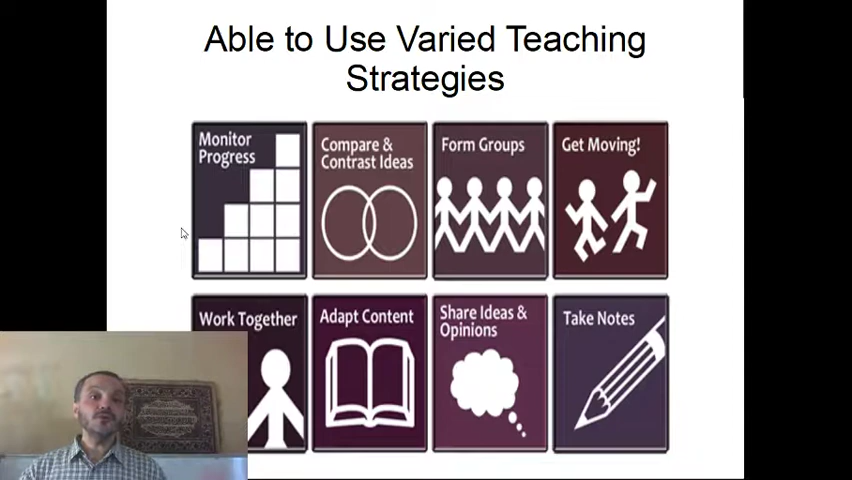 Able to Use Varied Teaching
Strategies
Monitor
Progress
Compare &
Contrast Ideas
Form Groups
Get Moving!
Work Together
Adapt Content
Share Ideas &
Opinions
Take Notes